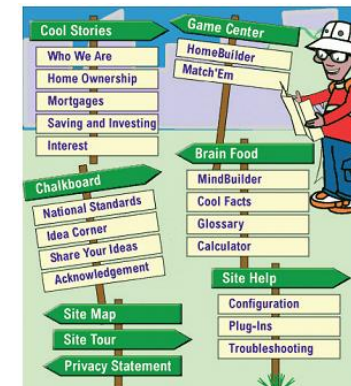 Cool Stories
Who We Are
Home Ownership
Mortgages
Saving and Investing
Interest
Game Center
HomeBuilder
Match'Em
Chalkboard
National Standards
Idea Corner
Share Your Ideas
Acknowledgement
Brain Food
MindBuilder
Cool Facts
Glossary
Calculator
Site Help
Configuration
Plug-Ins
Troubleshooting
Site Map
Site Tour
Privacy Statement